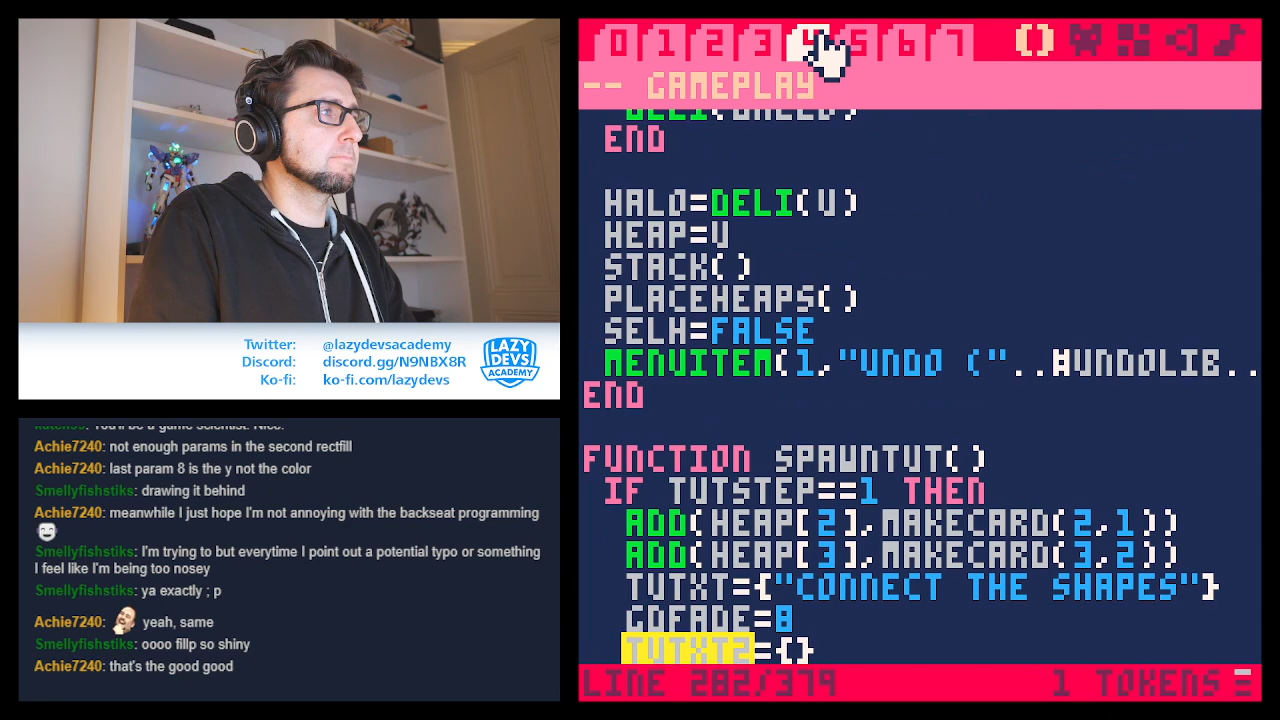 Twitter: @lazydevsacademy
Discord: discord.gg/N9NBX8R
Ko-fi: ko-fi.com/lazydevs
LAZY
DEVS
ACADEMY
Achie7240: not enough params in the second rectfill
Achie7240: last param 8 is the y not the color
Smellyfishstiks: drawing it behind
Achie7240: meanwhile I just hope I'm not annoying with the backseat programming
Smellyfishstiks: I'm trying to but everytime I point out a potential typo or something
I feel like I'm being too nosey
Smellyfishstiks: ya exactly ; p
Achie7240: yeah, same
Smellyfishstiks: oooo fillp so shiny
Achie7240: that's the good good
0 1 2 3 4 5 6 7 ()
-- GAMEPLAY
END
HALO=DELI(U)
HEAP=U
STACK()
PLACEHEAPS()
SELH=FALSE
MENUITEM(1,"UNDO ("..#UNDOLIB..
END
FUNCTION SPAWNTUT()
IF TUTSTEP==1 THEN
ADD(HEAP[2],MAKECARD(2,1))
ADD(HEAP[3],MAKECARD(3,2))
TUTXT={"CONNECT THE SHAPES"}
GOFADE=8
TUTXT2={}
LINE 282/379 1 TOKENS